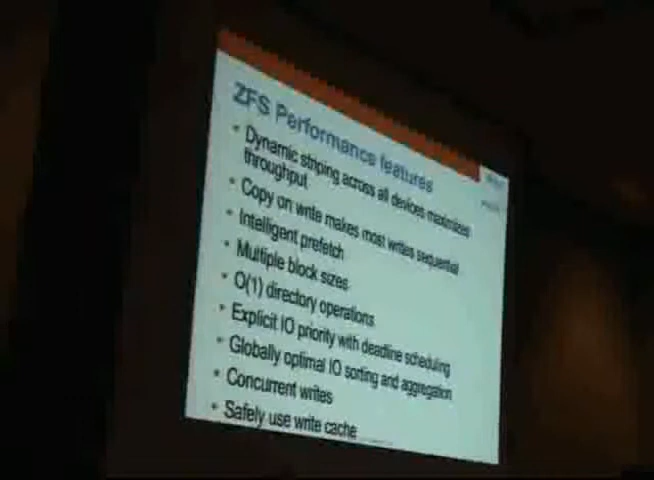 ZFS Performance features
• Dynamic striping across all devices maximizes
throughput
• Copy on write makes most writes sequential
• Intelligent prefetch
• Multiple block sizes
• O(1) directory operations
• Explicit IO priority with deadline scheduling
• Globally optimal IO sorting and aggregation
• Concurrent writes
• Safely use write cache